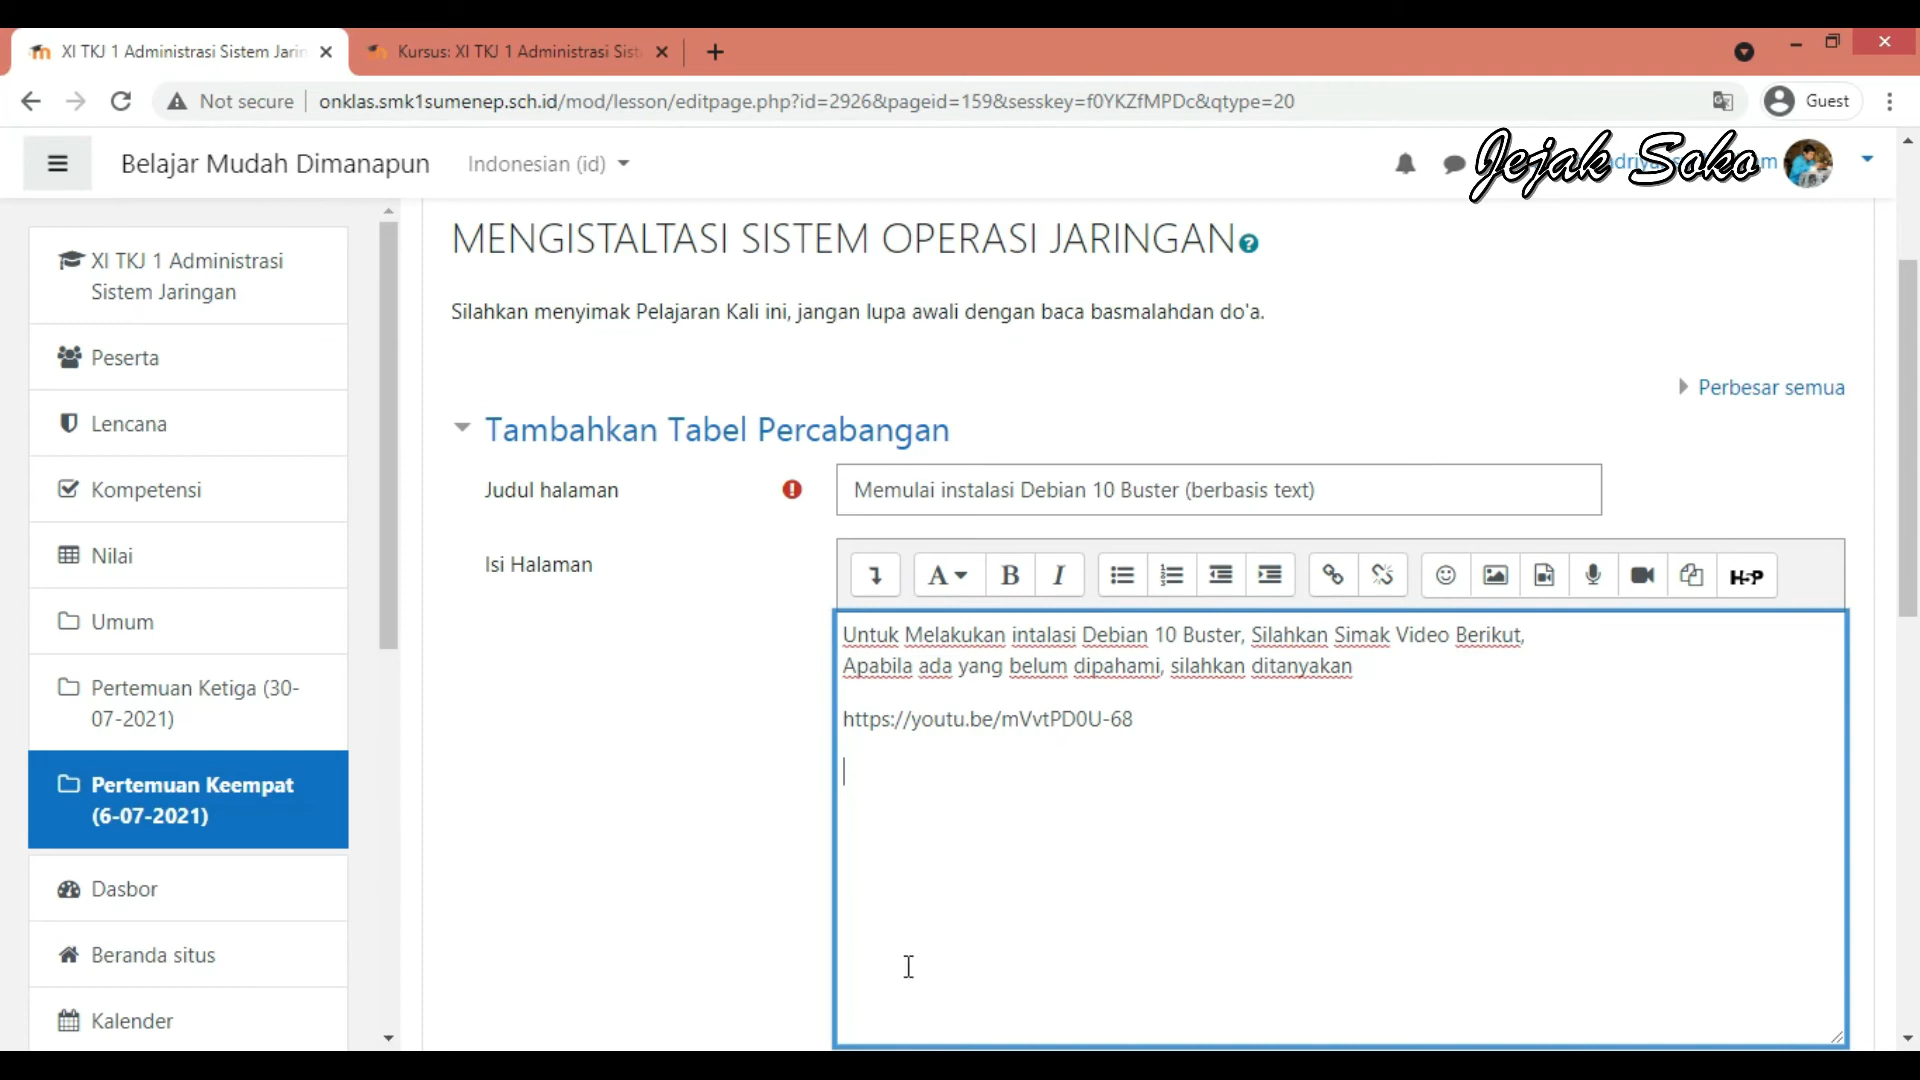 XI TKJ 1 Administrasi Sistem Jarin
Kursus: XI TKJ 1 Administrasi Sist
Not secure
onklas.smk1sumenep.sch.id/mod/lesson/editpage.php?id=2926&pageid=159&sesskey=f0YKZfMPDc&qtype=20
Guest
Belajar Mudah Dimanapun
Indonesian (id)
Jejak Soko
XI TKJ 1 Administrasi
Sistem Jaringan
Peserta
Lencana
Kompetensi
Nilai
Umum
Pertemuan Ketiga (30-
07-2021)
Pertemuan Keempat
(6-07-2021)
Dasbor
Beranda situs
Kalender
MENGISTALTASI SISTEM OPERASI JARINGAN
Silahkan menyimak Pelajaran Kali ini, jangan lupa awali dengan baca basmalahdan do'a.
Perbesar semua
Tambahkan Tabel Percabangan
Judul halaman
Memulai instalasi Debian 10 Buster (berbasis text)
Isi Halaman
A B I
H5P
Untuk Melakukan intalasi Debian 10 Buster, Silahkan Simak Video Berikut,
Apabila ada yang belum dipahami, silahkan ditanyakan
https://youtu.be/mVvtPD0U-68